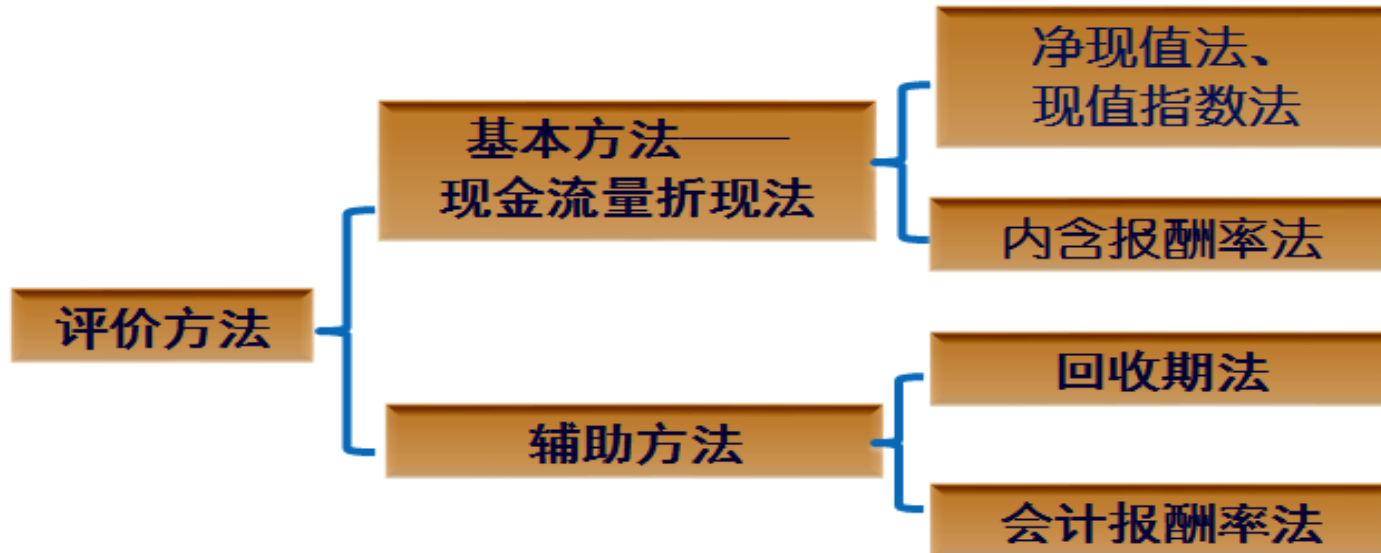 净现值法、
现值指数法
基本方法——
现金流量折现法
内含报酬率法
评价方法
回收期法
辅助方法
会计报酬率法